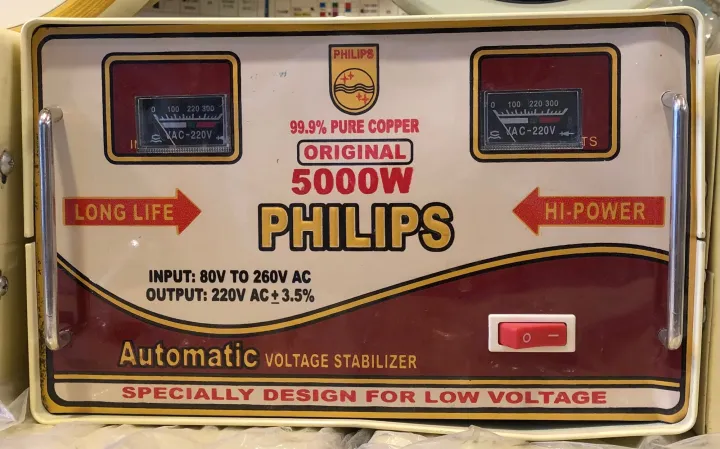 PHILIPS
0 100 220 300
VAC-220V
0 100 220 300
VAC-220V
TS
99.9% PURE COPPER
ORIGINAL
5000W
LONG LIFE
PHILIPS
HI-POWER
INPUT: 80V TO 260V AC
OUTPUT: 220V AC ± 3.5%
Automatic VOLTAGE STABILIZER
SPECIALLY DESIGN FOR LOW VOLTAGE